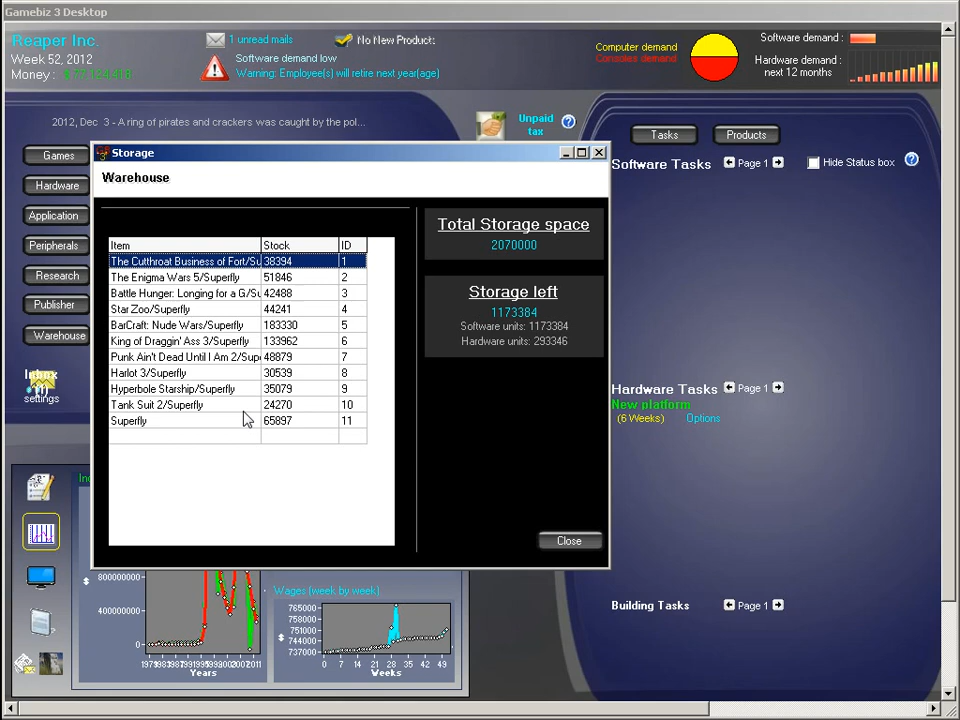 Gamebiz 3 Desktop
Reaper Inc.
Week 52, 2012
Money :
1 unread mails
No New Products
Software demand low
Warning: Employee(s) will retire next year(age)
Computer demand
Consoles demand
Software demand :
Hardware demand :
next 12 months
2012, Dec 3 - A ring of pirates and crackers was caught by the pol...
Unpaid
tax
Tasks
Products
Games
Hardware
Application
Peripherals
Research
Publisher
Warehouse
Inbox
(1)
settings
Storage
Warehouse
Item Stock ID
The Cutthroat Business of Fort/Su 38394 1
The Enigma Wars 5/Superfly 51846 2
Battle Hunger: Longing for a G/Su 42488 3
Star Zoo/Superfly 44241 4
BarCraft: Nude Wars/Superfly 183330 5
King of Draggin' Ass 3/Superfly 133962 6
Punk Ain't Dead Until I Am 2/Supe 48879 7
Harlot 3/Superfly 30539 8
Hyperbole Starship/Superfly 35079 9
Tank Suit 2/Superfly 24270 10
Superfly 65897 11
Total Storage space
2070000
Storage left
1173384
Software units: 1173384
Hardware units: 293346
Close
Software Tasks
Page 1
Hide Status box
Hardware Tasks
Page 1
New platform
(6 Weeks)
Options
Building Tasks
Page 1
$
800000000
400000000
0
Years
Wages (week by week)
$
765000
758000
751000
744000
737000
0 7 14 21 28 35 42 49
Weeks